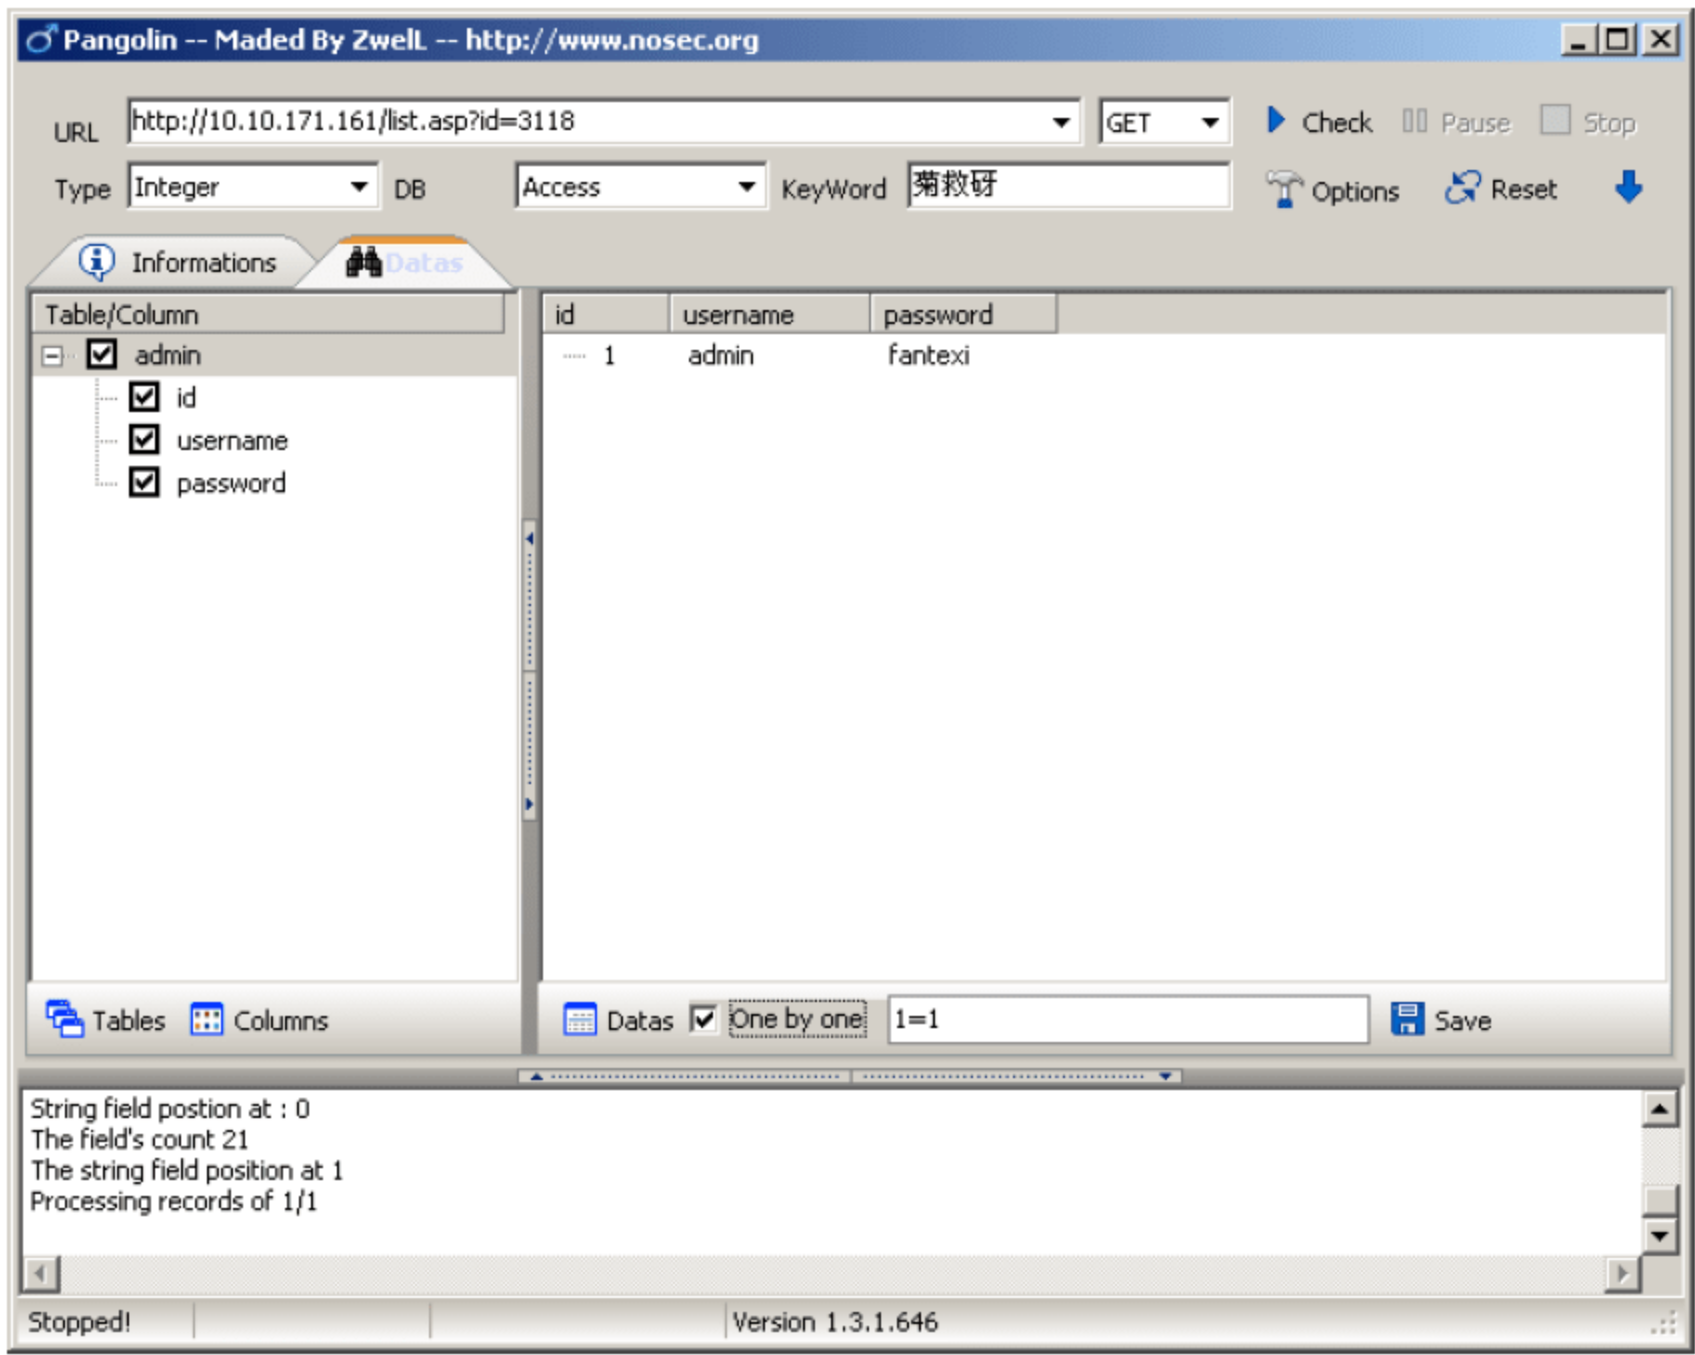 Pangolin -- Maded By ZwelL -- http://www.nosec.org
URL http://10.10.171.161/list.asp?id=3118 GET Check Pause Stop
Type Integer DB Access KeyWord 菊救砑 Options Reset
Informations Datas
Table/Column
admin
id
username
password
id username password
1 admin fantexi
Tables Columns
Datas One by one 1=1 Save
String field postion at : 0
The field's count 21
The string field position at 1
Processing records of 1/1
Stopped! Version 1.3.1.646